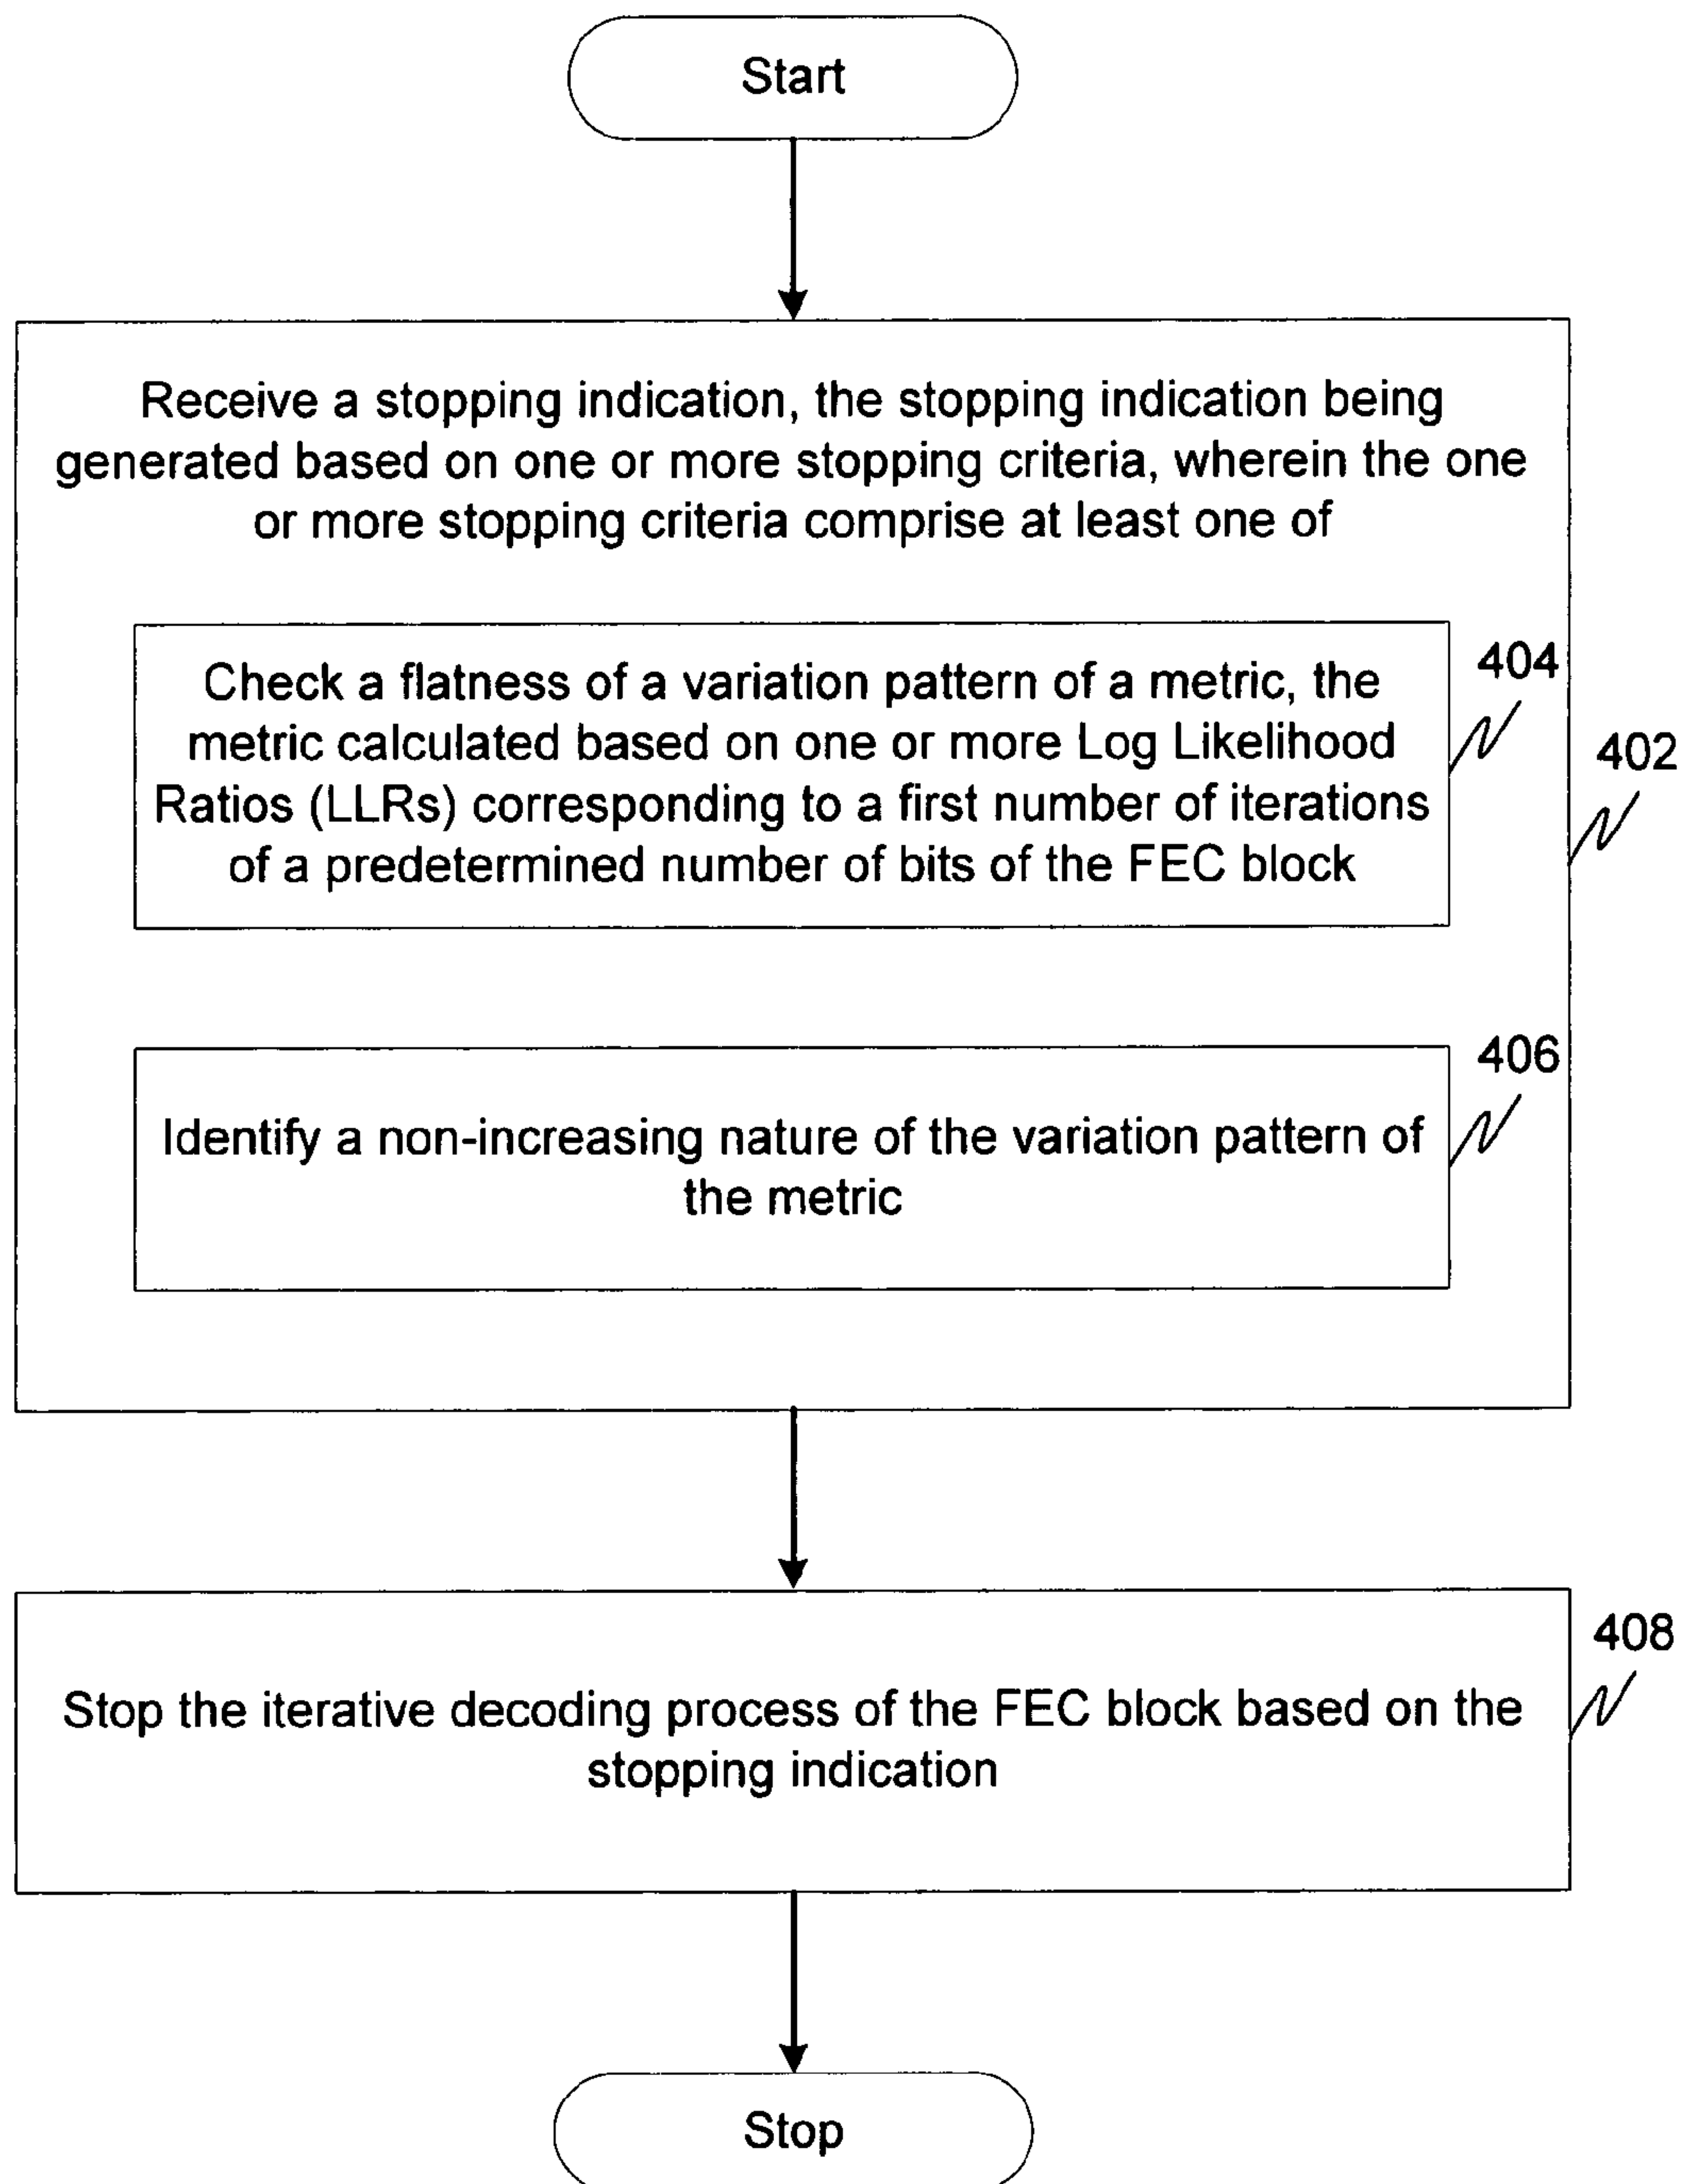 Start
Receive a stopping indication, the stopping indication being
generated based on one or more stopping criteria, wherein the one
or more stopping criteria comprise at least one of
404
Check a flatness of a variation pattern of a metric, the
metric calculated based on one or more Log Likelihood
Ratios (LLRs) corresponding to a first number of iterations
of a predetermined number of bits of the FEC block
402
406
Identify a non-increasing nature of the variation pattern of
the metric
408
Stop the iterative decoding process of the FEC block based on the
stopping indication
Stop